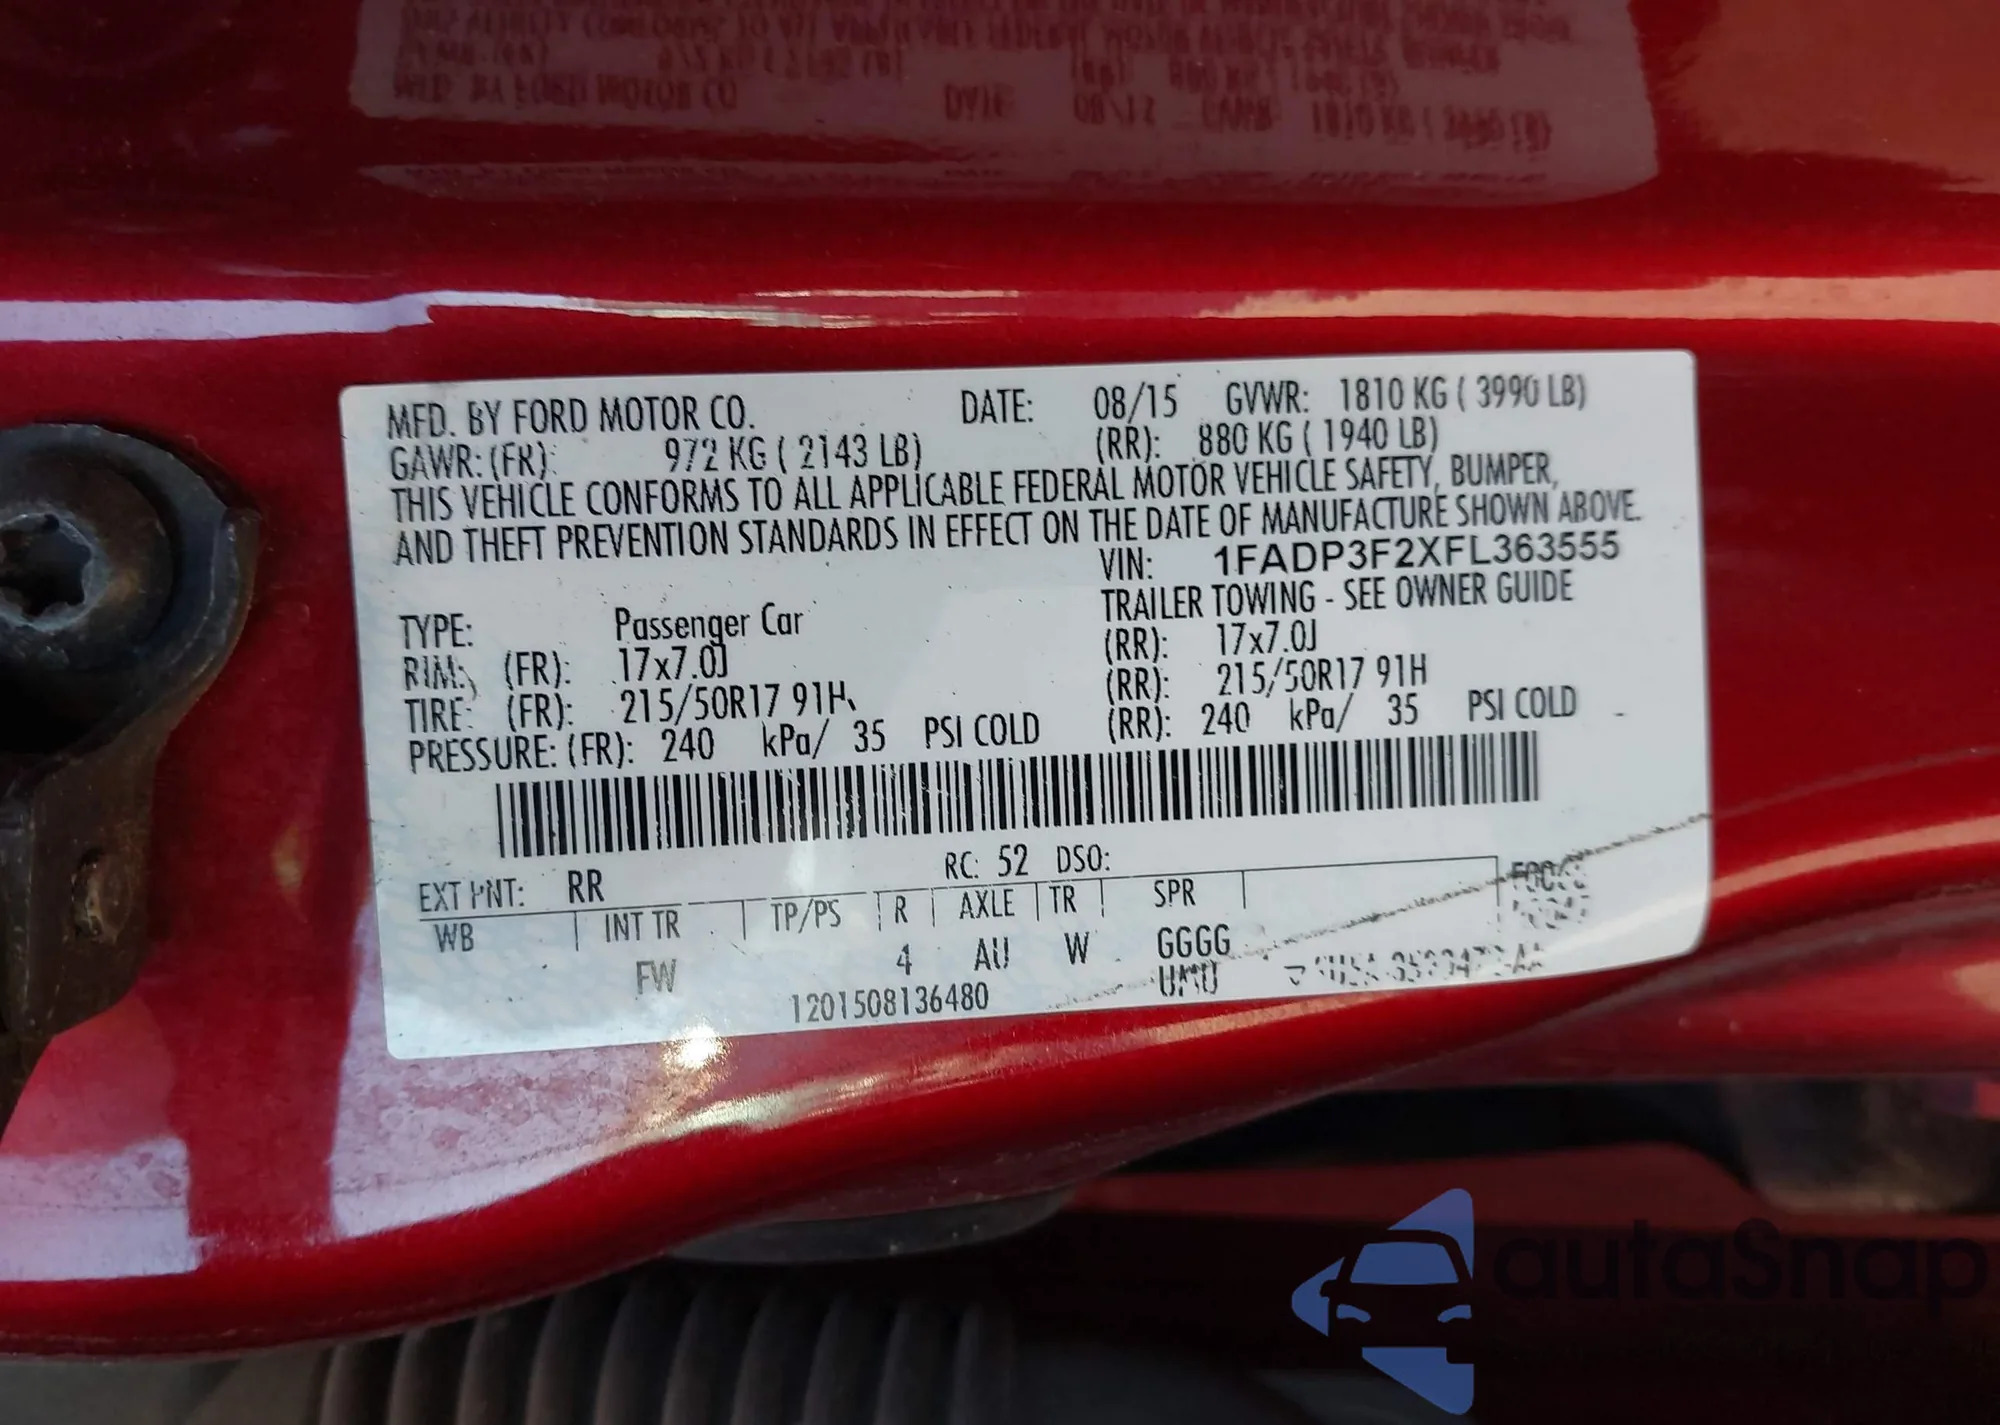 MFD. BY FORD MOTOR CO. DATE: 08/15 GVWR: 1810 KG ( 3990 LB)
GAWR: (FR): 972 KG ( 2143 LB) (RR): 880 KG ( 1940 LB)
THIS VEHICLE CONFORMS TO ALL APPLICABLE FEDERAL MOTOR VEHICLE SAFETY, BUMPER,
AND THEFT PREVENTION STANDARDS IN EFFECT ON THE DATE OF MANUFACTURE SHOWN ABOVE.
VIN: 1FADP3F2XFL363555
TYPE: Passenger Car TRAILER TOWING - SEE OWNER GUIDE
RIM: (FR): 17x7.0J (RR): 17x7.0J
TIRE: (FR): 215/50R17 91H (RR): 215/50R17 91H
PRESSURE: (FR): 240 kPa/ 35 PSI COLD (RR): 240 kPa/ 35 PSI COLD
EXT PNT: RR RC: 52 DSO:
WB INT TR TP/PS R AXLE TR SPR
FW 4 AU W GGGG
1201508136480
autaSnap